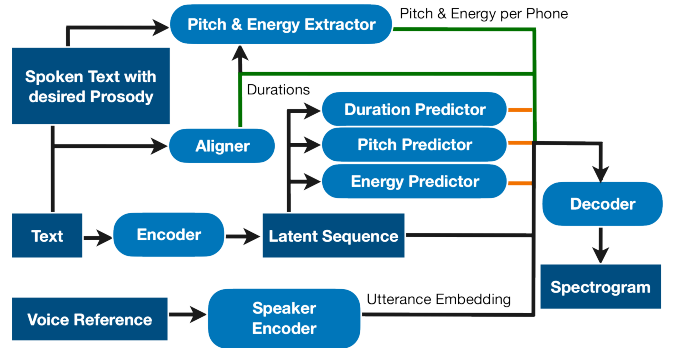 Pitch & Energy Extractor
Pitch & Energy per Phone
Spoken Text with
desired Prosody
Durations
Duration Predictor
Aligner
Pitch Predictor
Energy Predictor
Decoder
Text
Encoder
Latent Sequence
Spectrogram
Utterance Embedding
Voice Reference
Speaker
Encoder